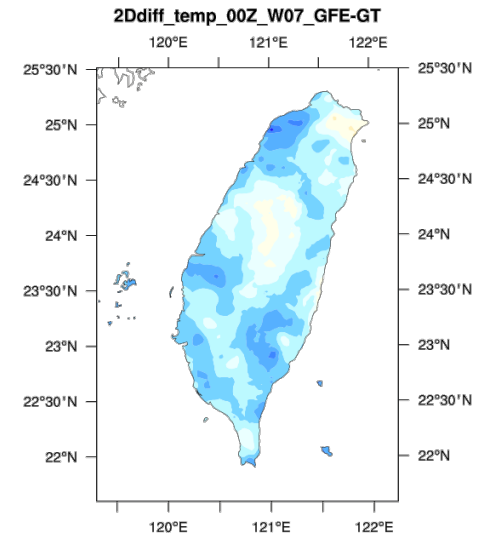 2Ddiff_temp_00Z_W07_GFE-GT
120°E 121°E 122°E
25°30'N 25°30'N
25°N 25°N
24°30'N 24°30'N
24°N 24°N
23°30'N 23°30'N
23°N 23°N
22°30'N 22°30'N
22°N 22°N
120°E 121°E 122°E